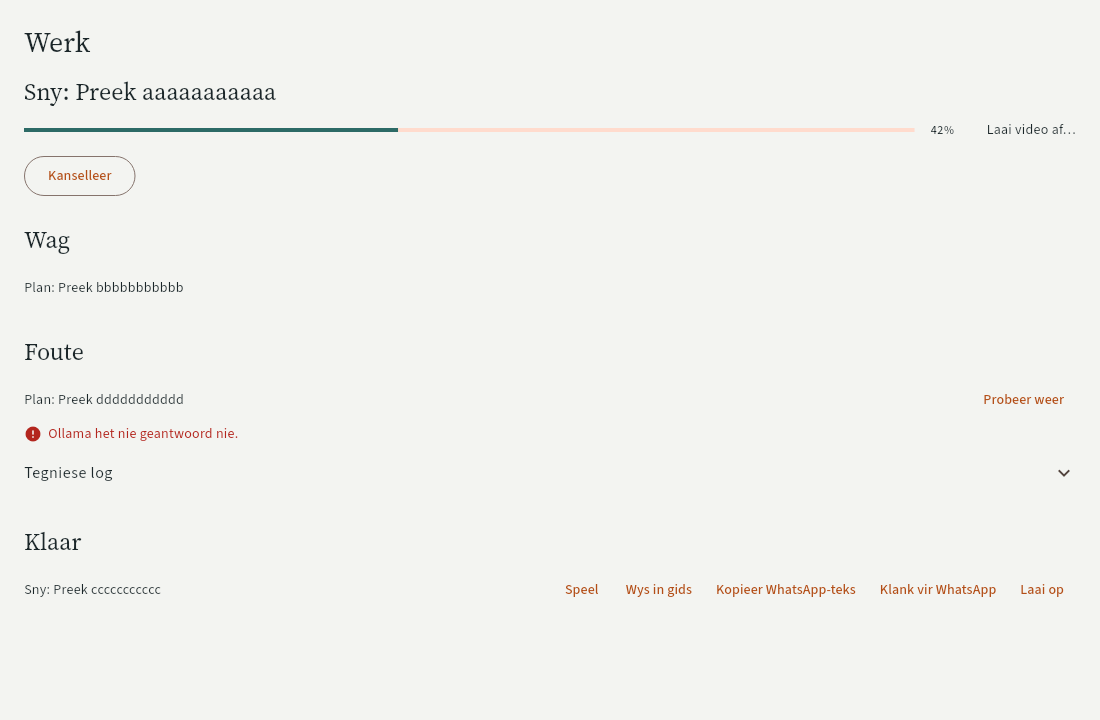 Werk
Sny: Preek aaaaaaaaaaa
42% Laai video af…
Kanselleer
Wag
Plan: Preek bbbbbbbbbbb
Foute
Plan: Preek ddddddddddd Probeer weer
Ollama het nie geantwoord nie.
Tegniese log
Klaar
Sny: Preek ccccccccccc Speel Wys in gids Kopieer WhatsApp-teks Klank vir WhatsApp Laai op